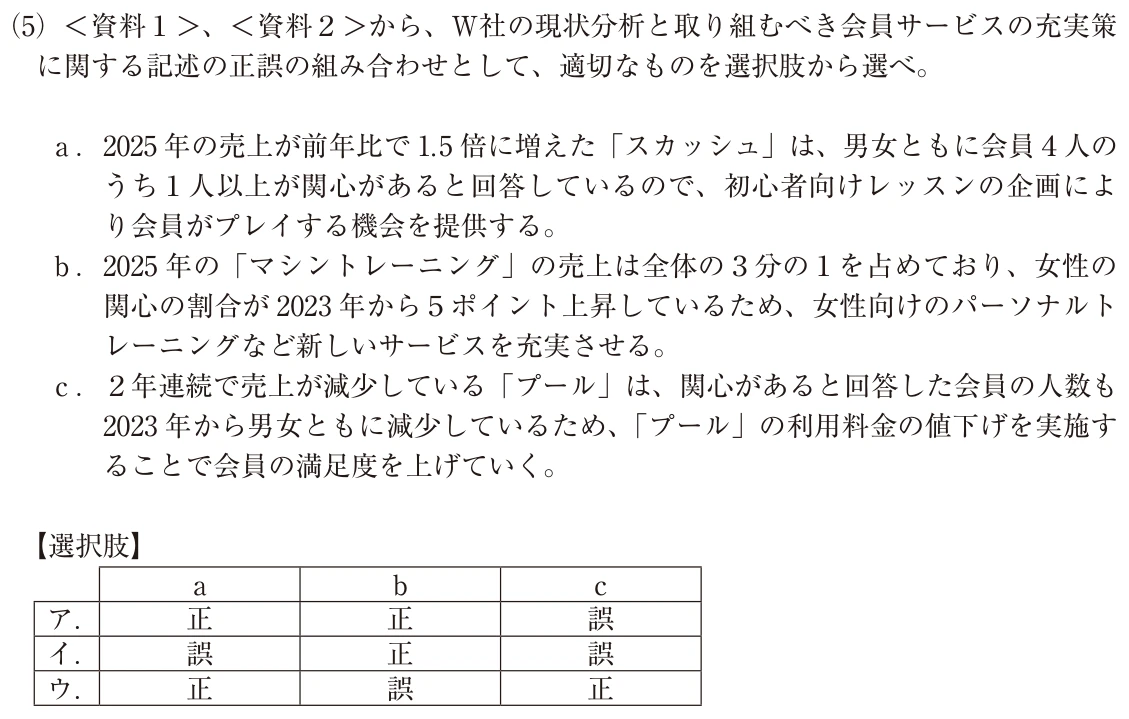 (5) ＜資料１＞、＜資料２＞から、W社の現状分析と取り組むべき会員サービスの充実策
に関する記述の正誤の組み合わせとして、適切なものを選択肢から選べ。
a． 2025年の売上が前年比で1.5倍に増えた「スカッシュ」は、男女ともに会員４人の
うち１人以上が関心があると回答しているので、初心者向けレッスンの企画によ
り会員がプレイする機会を提供する。
b． 2025年の「マシントレーニング」の売上は全体の３分の１を占めており、女性の
関心の割合が2023年から５ポイント上昇しているため、女性向けのパーソナルト
レーニングなど新しいサービスを充実させる。
c． ２年連続で売上が減少している「プール」は、関心があると回答した会員の人数も
2023年から男女ともに減少しているため、「プール」の利用料金の値下げを実施す
ることで会員の満足度を上げていく。
【選択肢】
a b c
ア． 正 正 誤
イ． 誤 正 誤
ウ． 正 誤 正